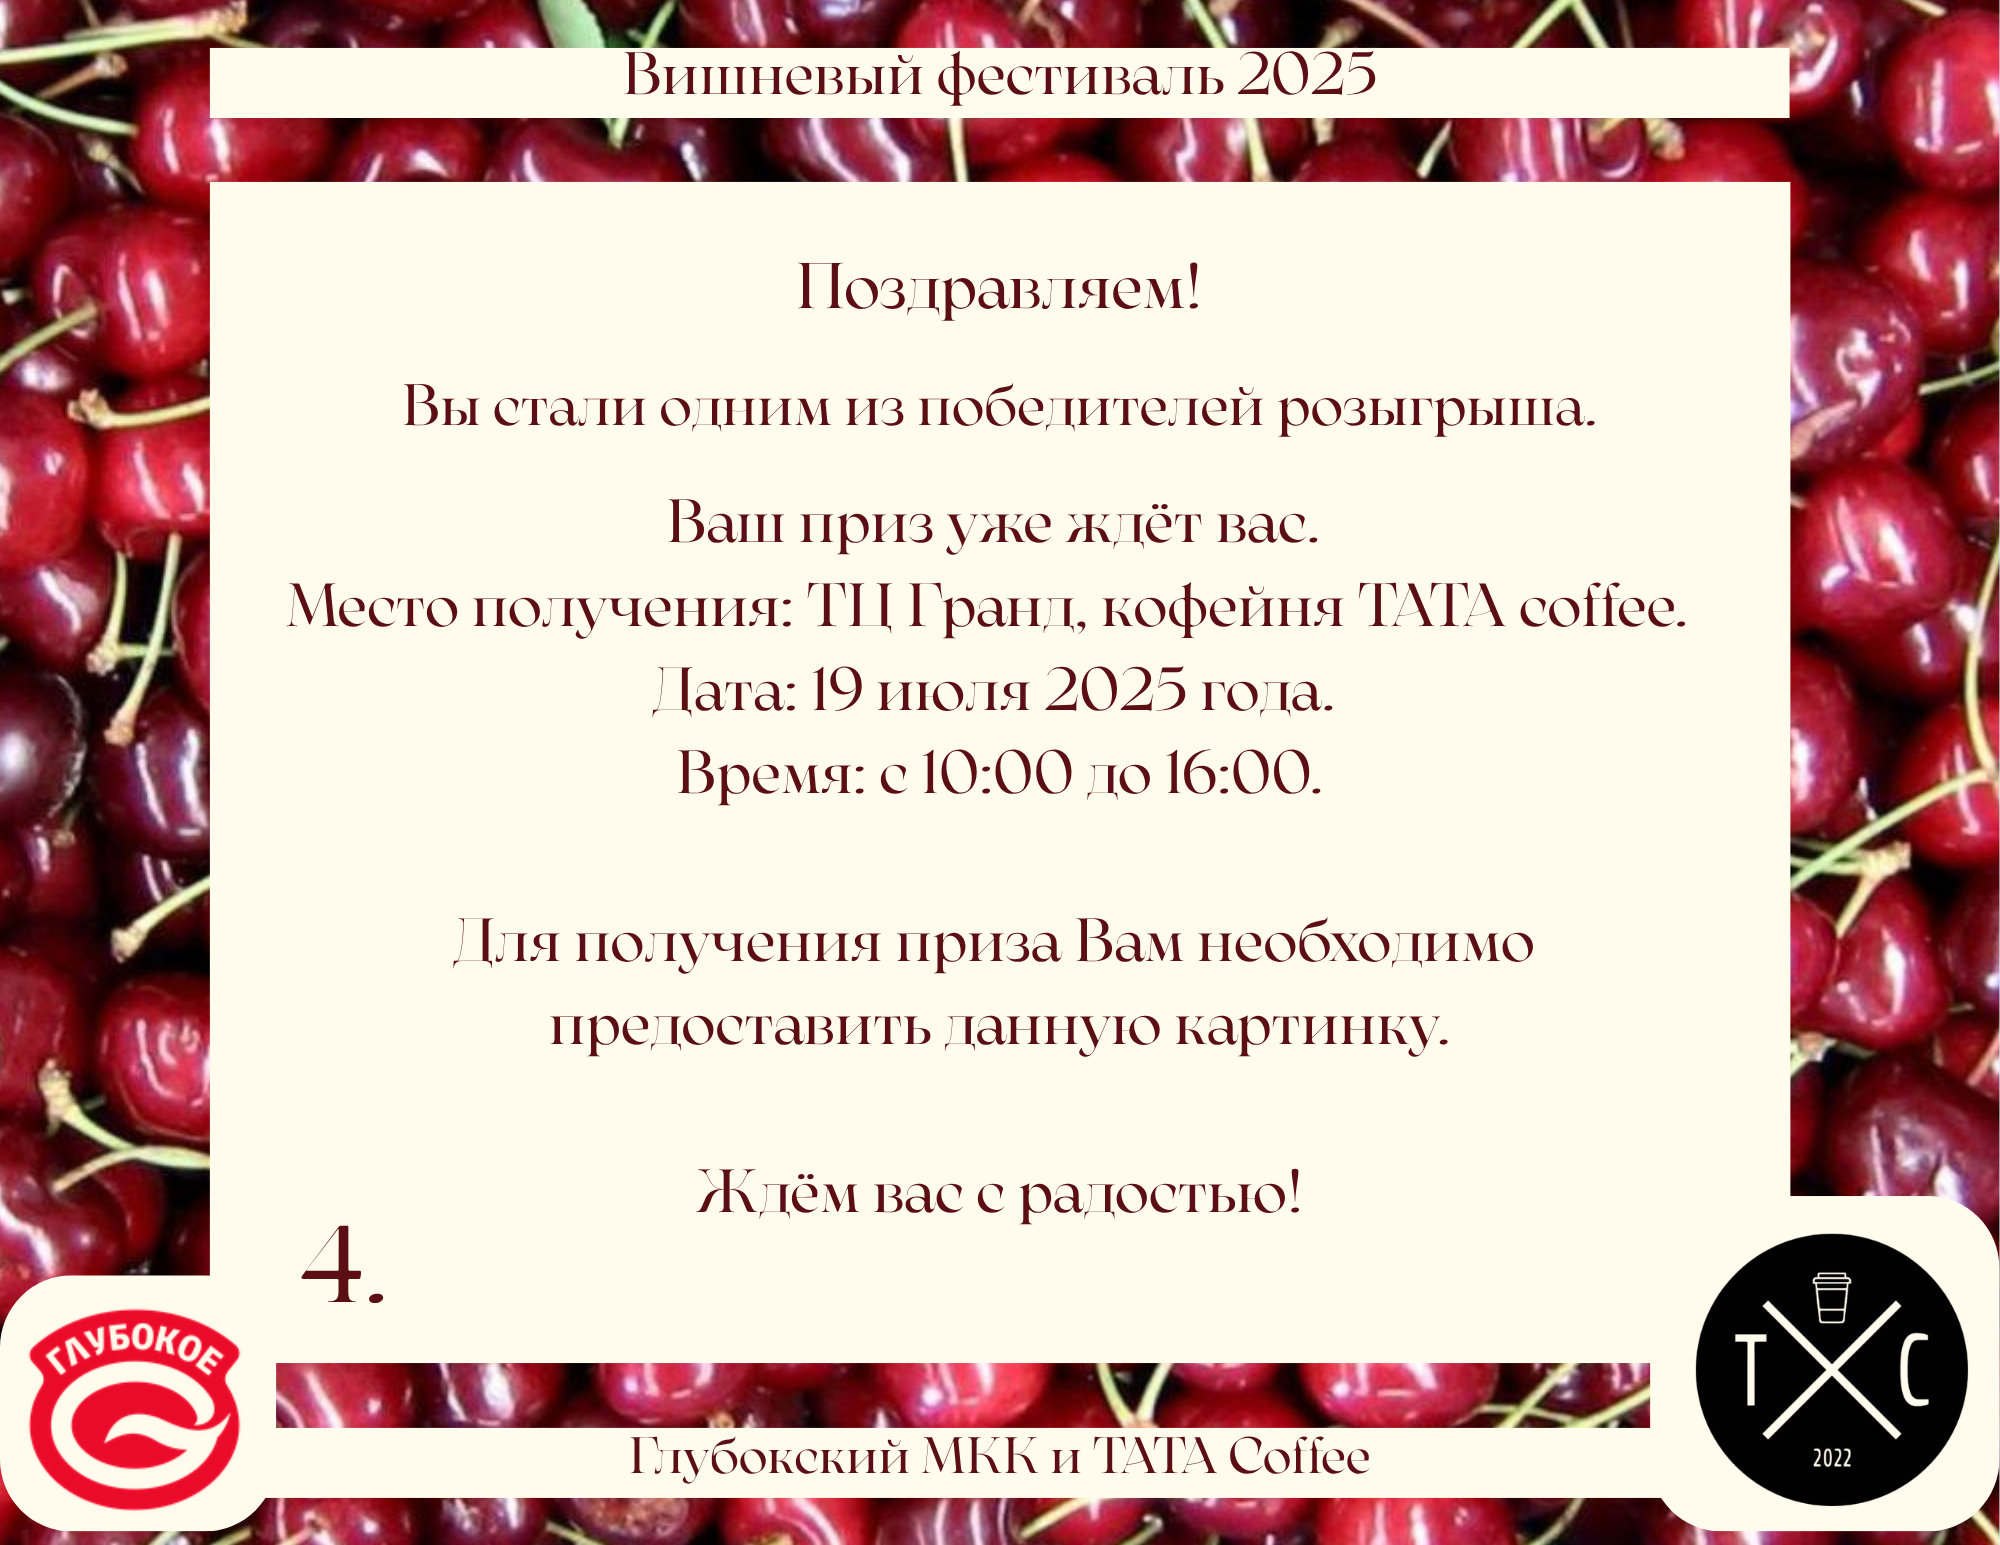 Вишневый фестиваль 2025
Поздравляем!
Вы стали одним из победителей розыгрыша.
Ваш приз уже ждёт вас.
Место получения: ТЦ Гранд, кофейня ТАТА coffee.
Дата: 19 июля 2025 года.
Время: с 10:00 до 16:00.
Для получения приза Вам необходимо
предоставить данную картинку.
Ждём вас с радостью!
4.
ГЛУБОКОЕ
T C
2022
Глубокский МКК и ТАТА Coffee